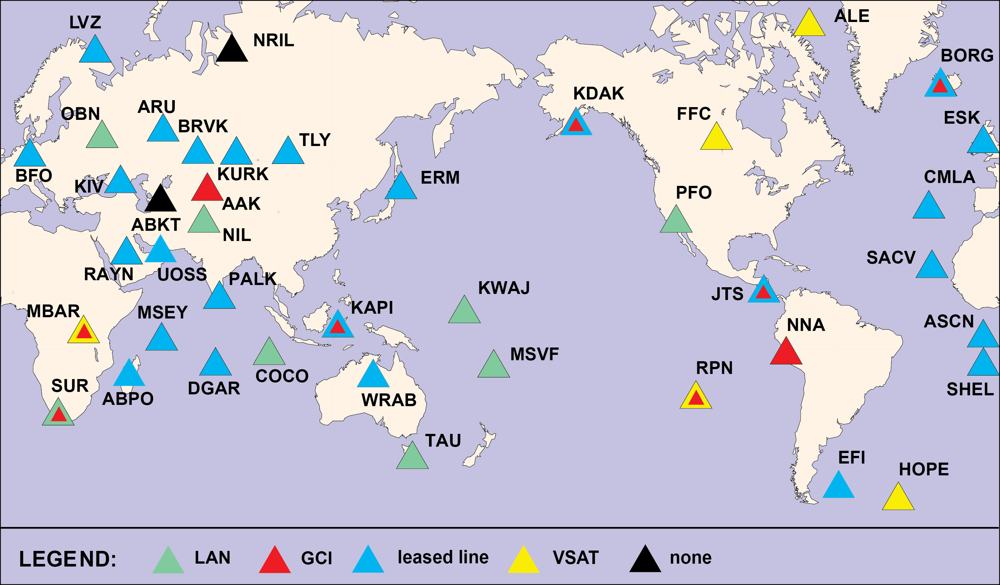 ALE
LVZ
NRIL
BORG
KDAK
ARU
OBN
FFC
ESK
BRVK
TLY
BFO
KURK
ERM
CMLA
KIV
PFO
AAK
ABKT
NIL
SACV
RAYN
UOSS
PALK
KWAJ
JTS
KAPI
MBAR
MSEY
ASCN
NNA
MSVF
RPN
COCO
SUR
DGAR
SHEL
ABPO
WRAB
TAU
EFI
HOPE
LEGEND: LAN GCI leased line VSAT none